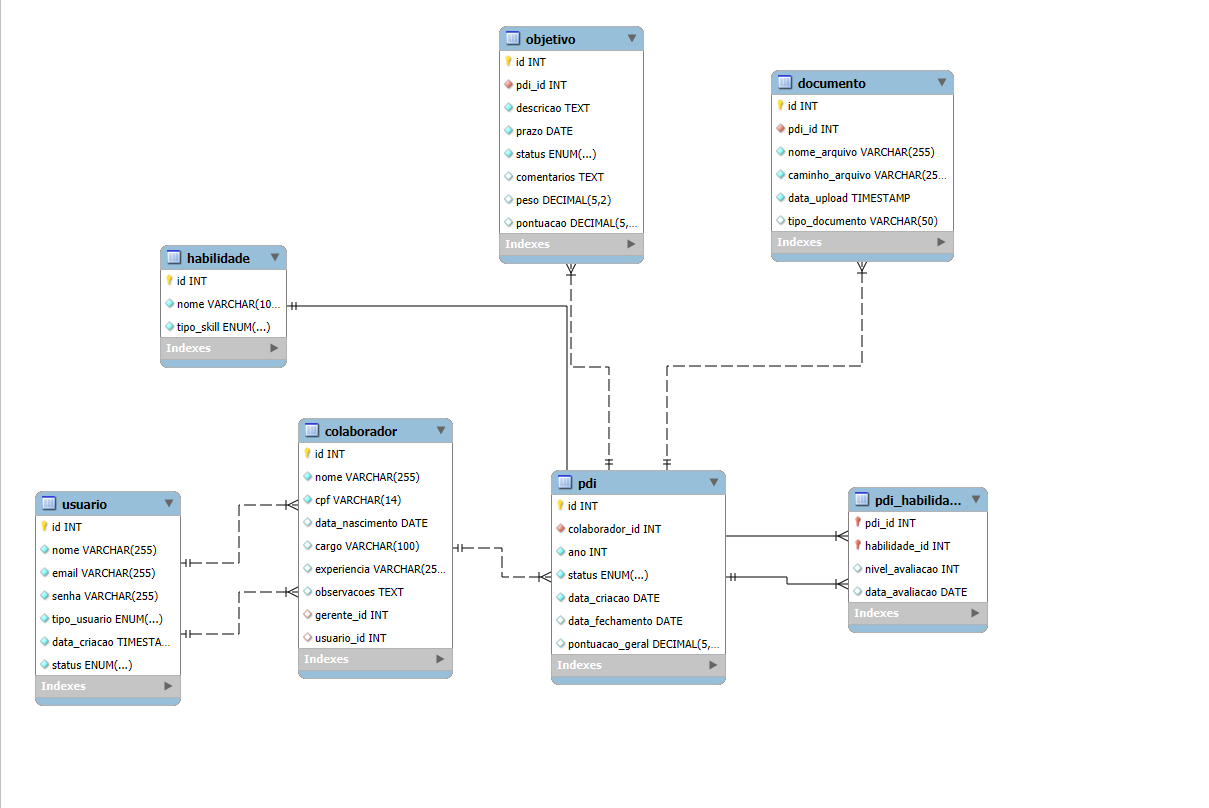 objetivo
id INT
pdi_id INT
descricao TEXT
prazo DATE
status ENUM(...)
comentarios TEXT
peso DECIMAL(5,2)
pontuacao DECIMAL(5,...
Indexes
documento
id INT
pdi_id INT
nome_arquivo VARCHAR(255)
caminho_arquivo VARCHAR(25...
data_upload TIMESTAMP
tipo_documento VARCHAR(50)
Indexes
habilidade
id INT
nome VARCHAR(10...
tipo_skill ENUM(...)
Indexes
colaborador
id INT
nome VARCHAR(255)
cpf VARCHAR(14)
data_nascimento DATE
cargo VARCHAR(100)
experiencia VARCHAR(25...
observacoes TEXT
gerente_id INT
usuario_id INT
Indexes
usuario
id INT
nome VARCHAR(255)
email VARCHAR(255)
senha VARCHAR(255)
tipo_usuario ENUM(...)
data_criacao TIMESTA...
status ENUM(...)
Indexes
pdi
id INT
colaborador_id INT
ano INT
status ENUM(...)
data_criacao DATE
data_fechamento DATE
pontuacao_geral DECIMAL(5,...
Indexes
pdi_habilida...
pdi_id INT
habilidade_id INT
nivel_avaliacao INT
data_avaliacao DATE
Indexes